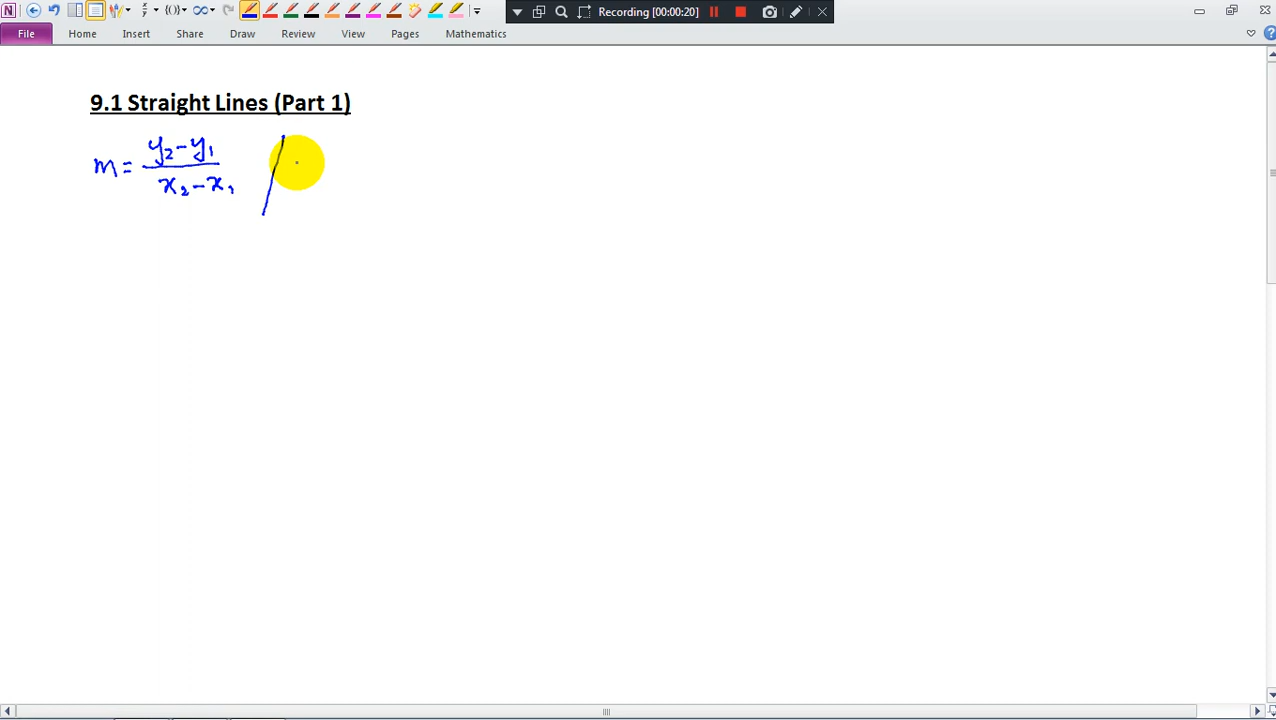 Recording [00:00:20]
File Home Insert Share Draw Review View Pages Mathematics
9.1 Straight Lines (Part 1)
m = (y₂ - y₁) / (x₂ - x₁)